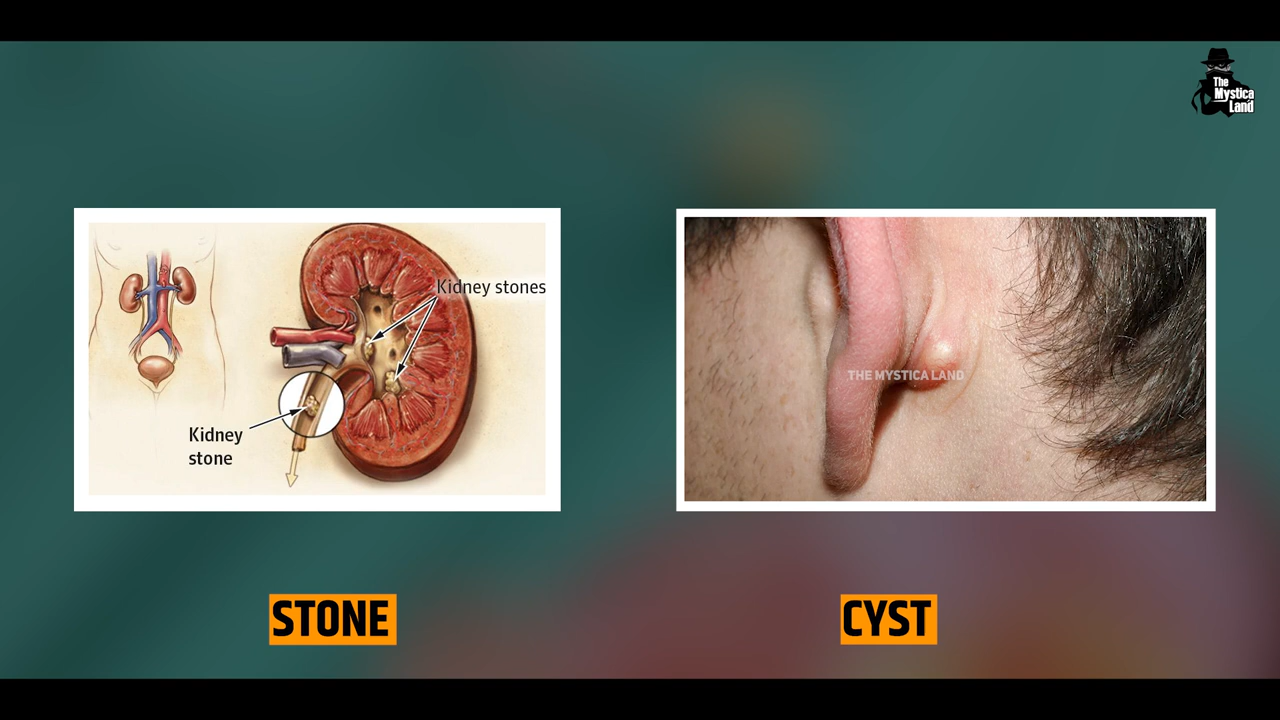 The
Mystica
Land
Kidney stones
Kidney
stone
THE MYSTICA LAND
STONE
CYST